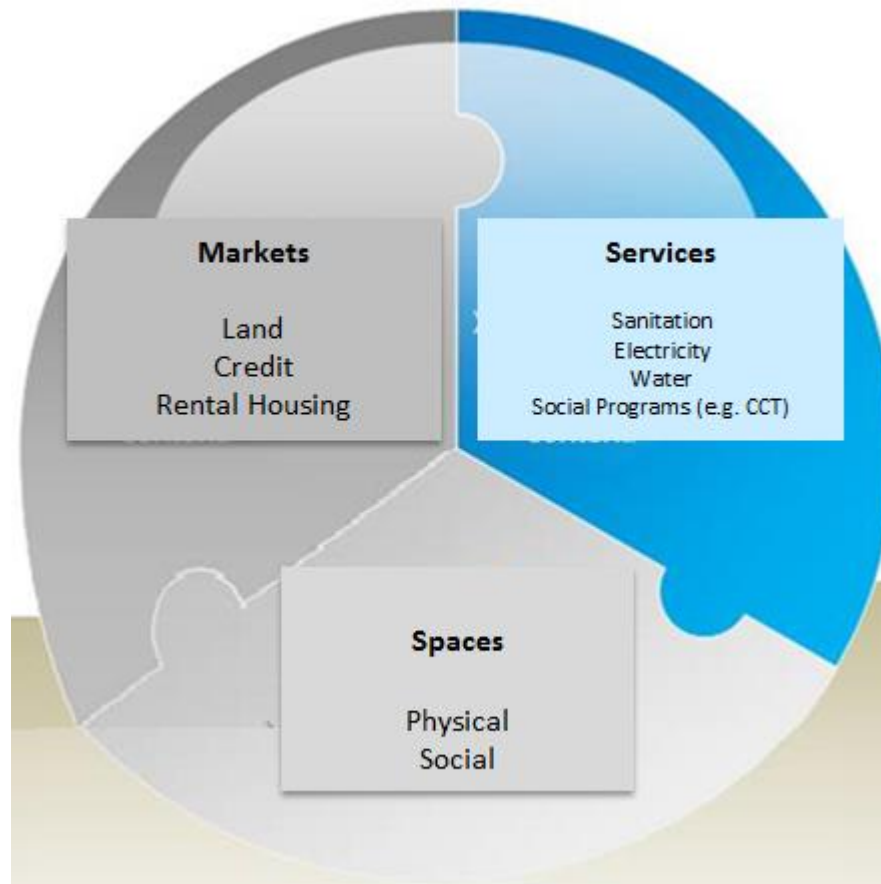 Markets
Land
Credit
Rental Housing
Services
Sanitation
Electricity
Water
Social Programs (e.g. CCT)
Spaces
Physical
Social